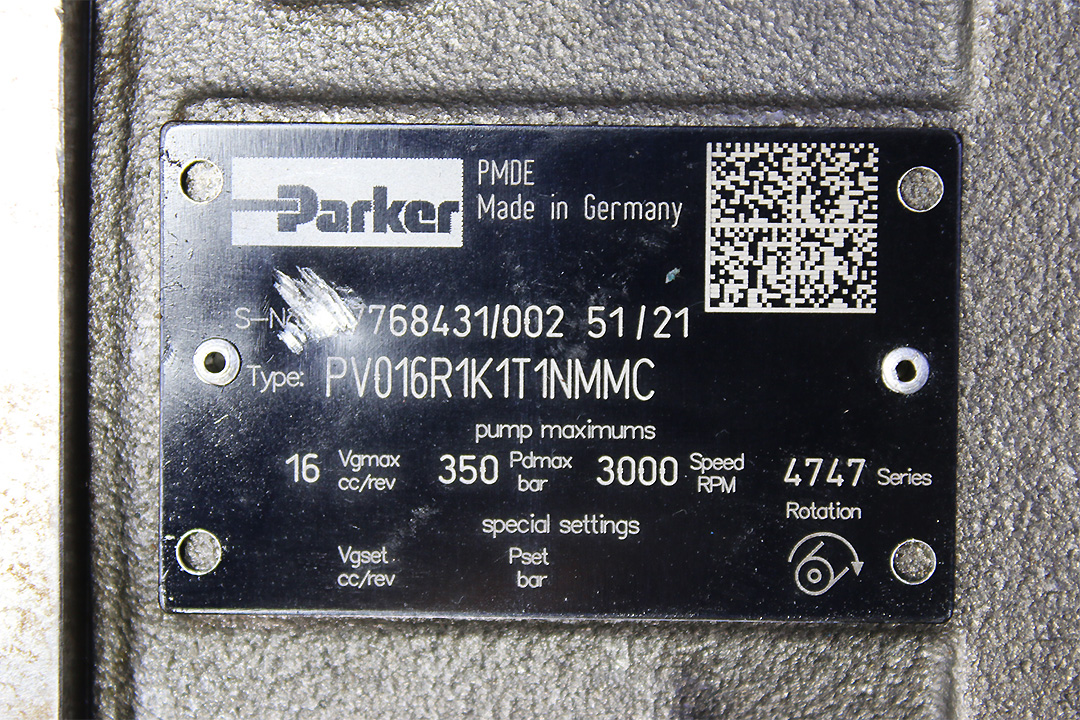 Parker
PMDE
Made in Germany
7768431/002 51/21
Type: PV016R1K1T1NMMC
pump maximums
16 Vgmax cc/rev 350 Pdmax bar 3000 Speed RPM 4747 Series
Rotation
special settings
Vgset cc/rev Pset bar